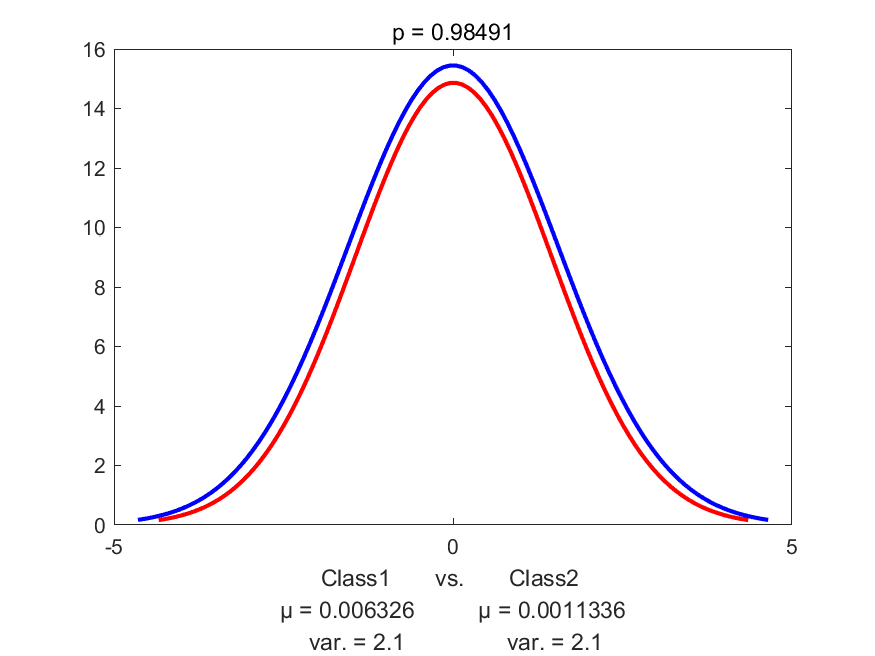 p = 0.98491
16
14
12
10
8
6
4
2
0
-5 0 5
Class1 vs. Class2
μ = 0.006326 μ = 0.0011336
var. = 2.1 var. = 2.1